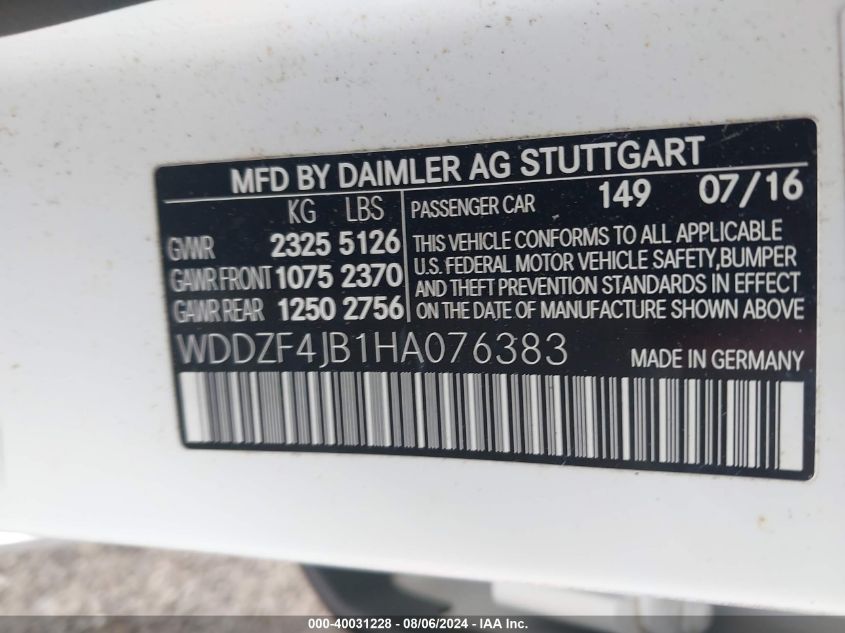 MFD BY DAIMLER AG STUTTGART
KG LBS
GVWR 2325 5126
GAWR FRONT 1075 2370
GAWR REAR 1250 2756
PASSENGER CAR 149 07/16
THIS VEHICLE CONFORMS TO ALL APPLICABLE
U.S. FEDERAL MOTOR VEHICLE SAFETY,BUMPER
AND THEFT PREVENTION STANDARDS IN EFFECT
ON THE DATE OF MANUFACTURE SHOWN ABOVE
WDDZF4JB1HA076383 MADE IN GERMANY
000-40031228 - 08/06/2024 - IAA Inc.